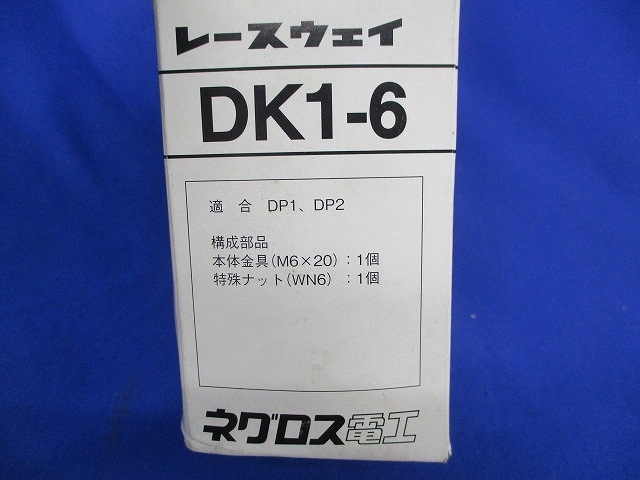 レースウェイ
DK1-6
適 合 DP1、DP2
構成部品
本体金具(M6×20):1個
特殊ナット(WN6) :1個
ネグロス電工